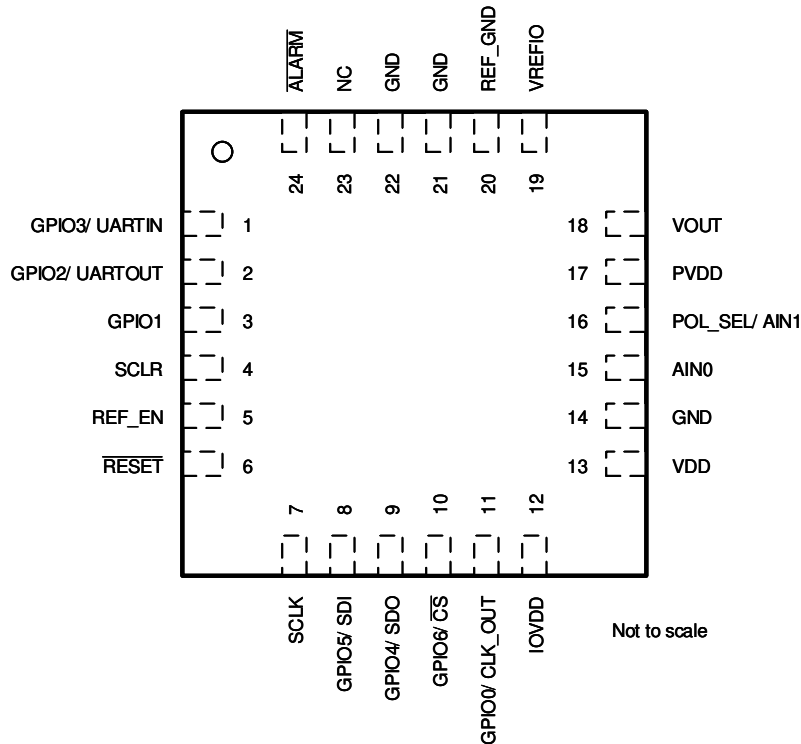 ALARM
NC
GND
GND
REF_GND
VREFIO
24
23
22
21
20
19
GPIO3/ UARTIN 1
18 VOUT
GPIO2/ UARTOUT 2
17 PVDD
GPIO1 3
16 POL_SEL/ AIN1
SCLR 4
15 AIN0
REF_EN 5
14 GND
RESET 6
13 VDD
7
8
9
10
11
12
SCLK
GPIO5/ SDI
GPIO4/ SDO
GPIO6/ CS
GPIO0/ CLK_OUT
IOVDD
Not to scale